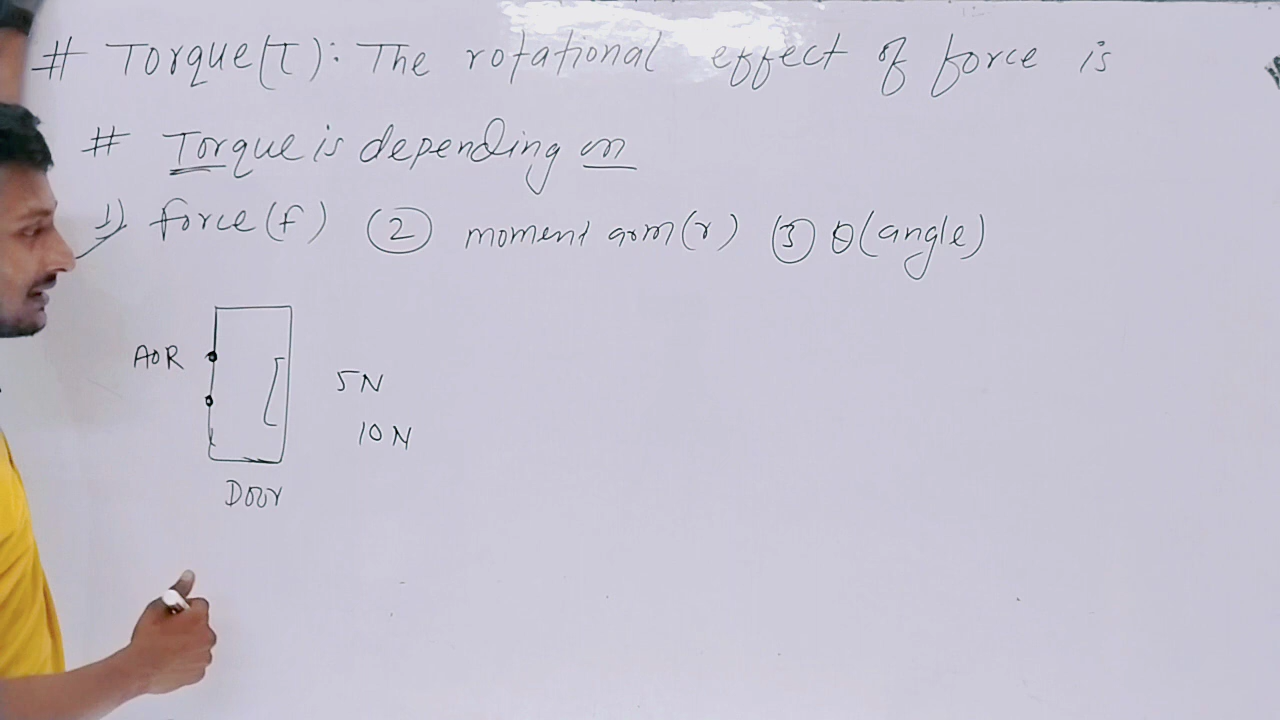 # Torque(τ): The rotational effect of force is
# Torque is depending on
1) force(f) (2) moment arm(r) (3) θ(angle)
AOR
5N
10N
Door